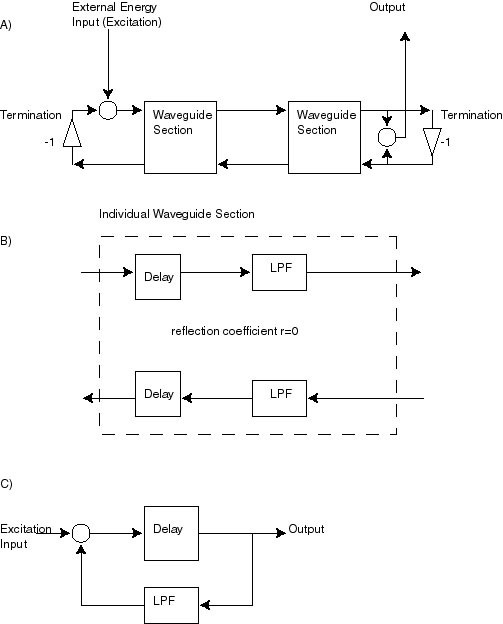 External Energy
Input (Excitation)
Output
A)
Termination
-1
Waveguide
Section
Waveguide
Section
Termination
-1
Individual Waveguide Section
B)
Delay
LPF
reflection coefficient r=0
Delay
LPF
C)
Excitation
Input
Delay
Output
LPF